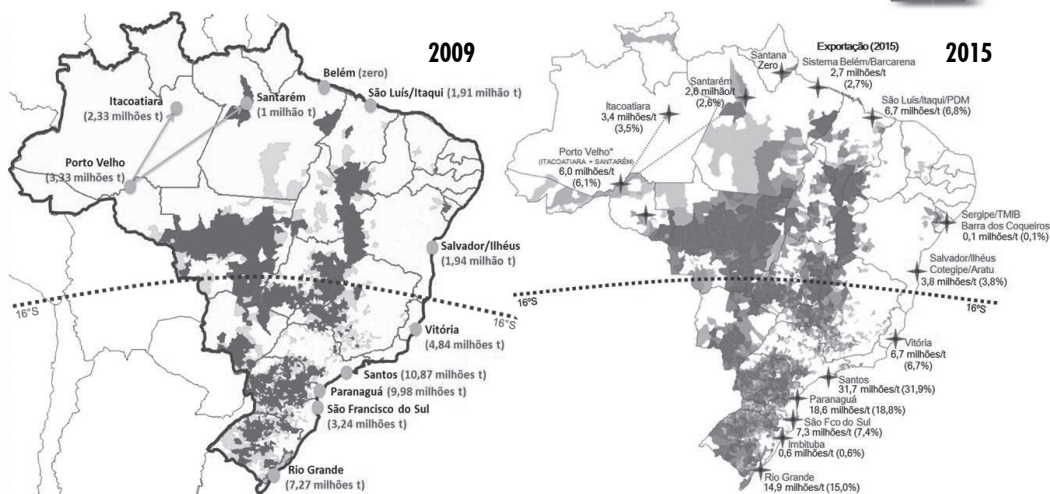 2009
Belém (zero)
São Luís/Itaqui (1,91 milhão t)
Itacoatiará
(2,33 milhões t)
Santarém
(1 milhão t)
Porto Velho
(3,33 milhões t)
Salvador/Ilhéus
(1,94 milhão t)
16°S
16°S
Vitória
(4,84 milhões t)
Santos (10,87 milhões t)
Paranaguá (9,98 milhões t)
São Francisco do Sul
(3,24 milhões t)
Rio Grande
(7,27 milhões t)
2015
Exportação (2015)
Santana
Zero
Sistema Belém/Barcarena
2,7 milhões/t
(2,7%)
Santarém
2,6 milhão/t
(2,6%)
São Luís/Itaqui/PDM
6,7 milhões/t (6,8%)
Itacoatiara
3,4 milhões/t
(3,5%)
Porto Velho*
(ITACOATIARA + SANTARÉM)
6,0 milhões/t
(6,1%)
Sergipe/TMIB
Barra dos Coqueiros
0,1 milhões/t (0,1%)
Salvador/Ilhéus
Cotegipe/Aratu
3,8 milhões/t (3,8%)
16°S
16°S
Vitória
6,7 milhões/t
(6,7%)
Santos
31,7 milhões/t (31,9%)
Paranaguá
18,6 milhões/t (18,8%)
São Fco do Sul
7,3 milhões/t (7,4%)
Imbituba
0,6 milhões/t (0,6%)
Rio Grande
14,9 milhões/t (15,0%)